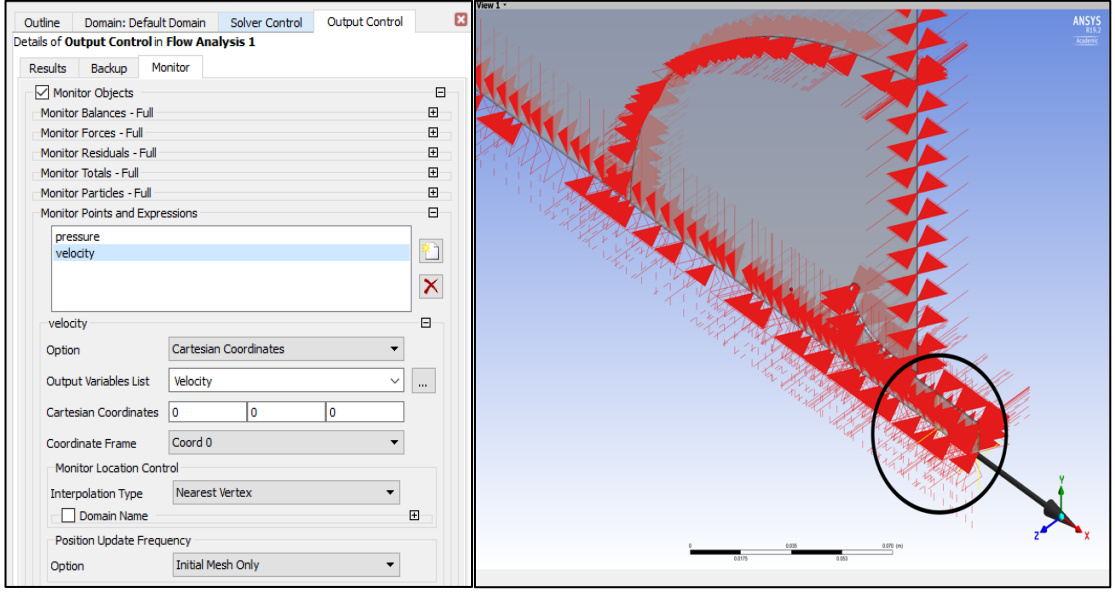 Outline Domain: Default Domain Solver Control Output Control
Details of Output Control in Flow Analysis 1
Results Backup Monitor
Monitor Objects
Monitor Balances - Full
Monitor Forces - Full
Monitor Residuals - Full
Monitor Totals - Full
Monitor Particles - Full
Monitor Points and Expressions
pressure
velocity
velocity
Option Cartesian Coordinates
Output Variables List Velocity ...
Cartesian Coordinates 0 0 0
Coordinate Frame Coord 0
Monitor Location Control
Interpolation Type Nearest Vertex
Domain Name
Position Update Frequency
Option Initial Mesh Only
View 1
ANSYS
R19.2
Academic
Y
Z X
0 0.035 0.070 (m)
0.0175 0.053